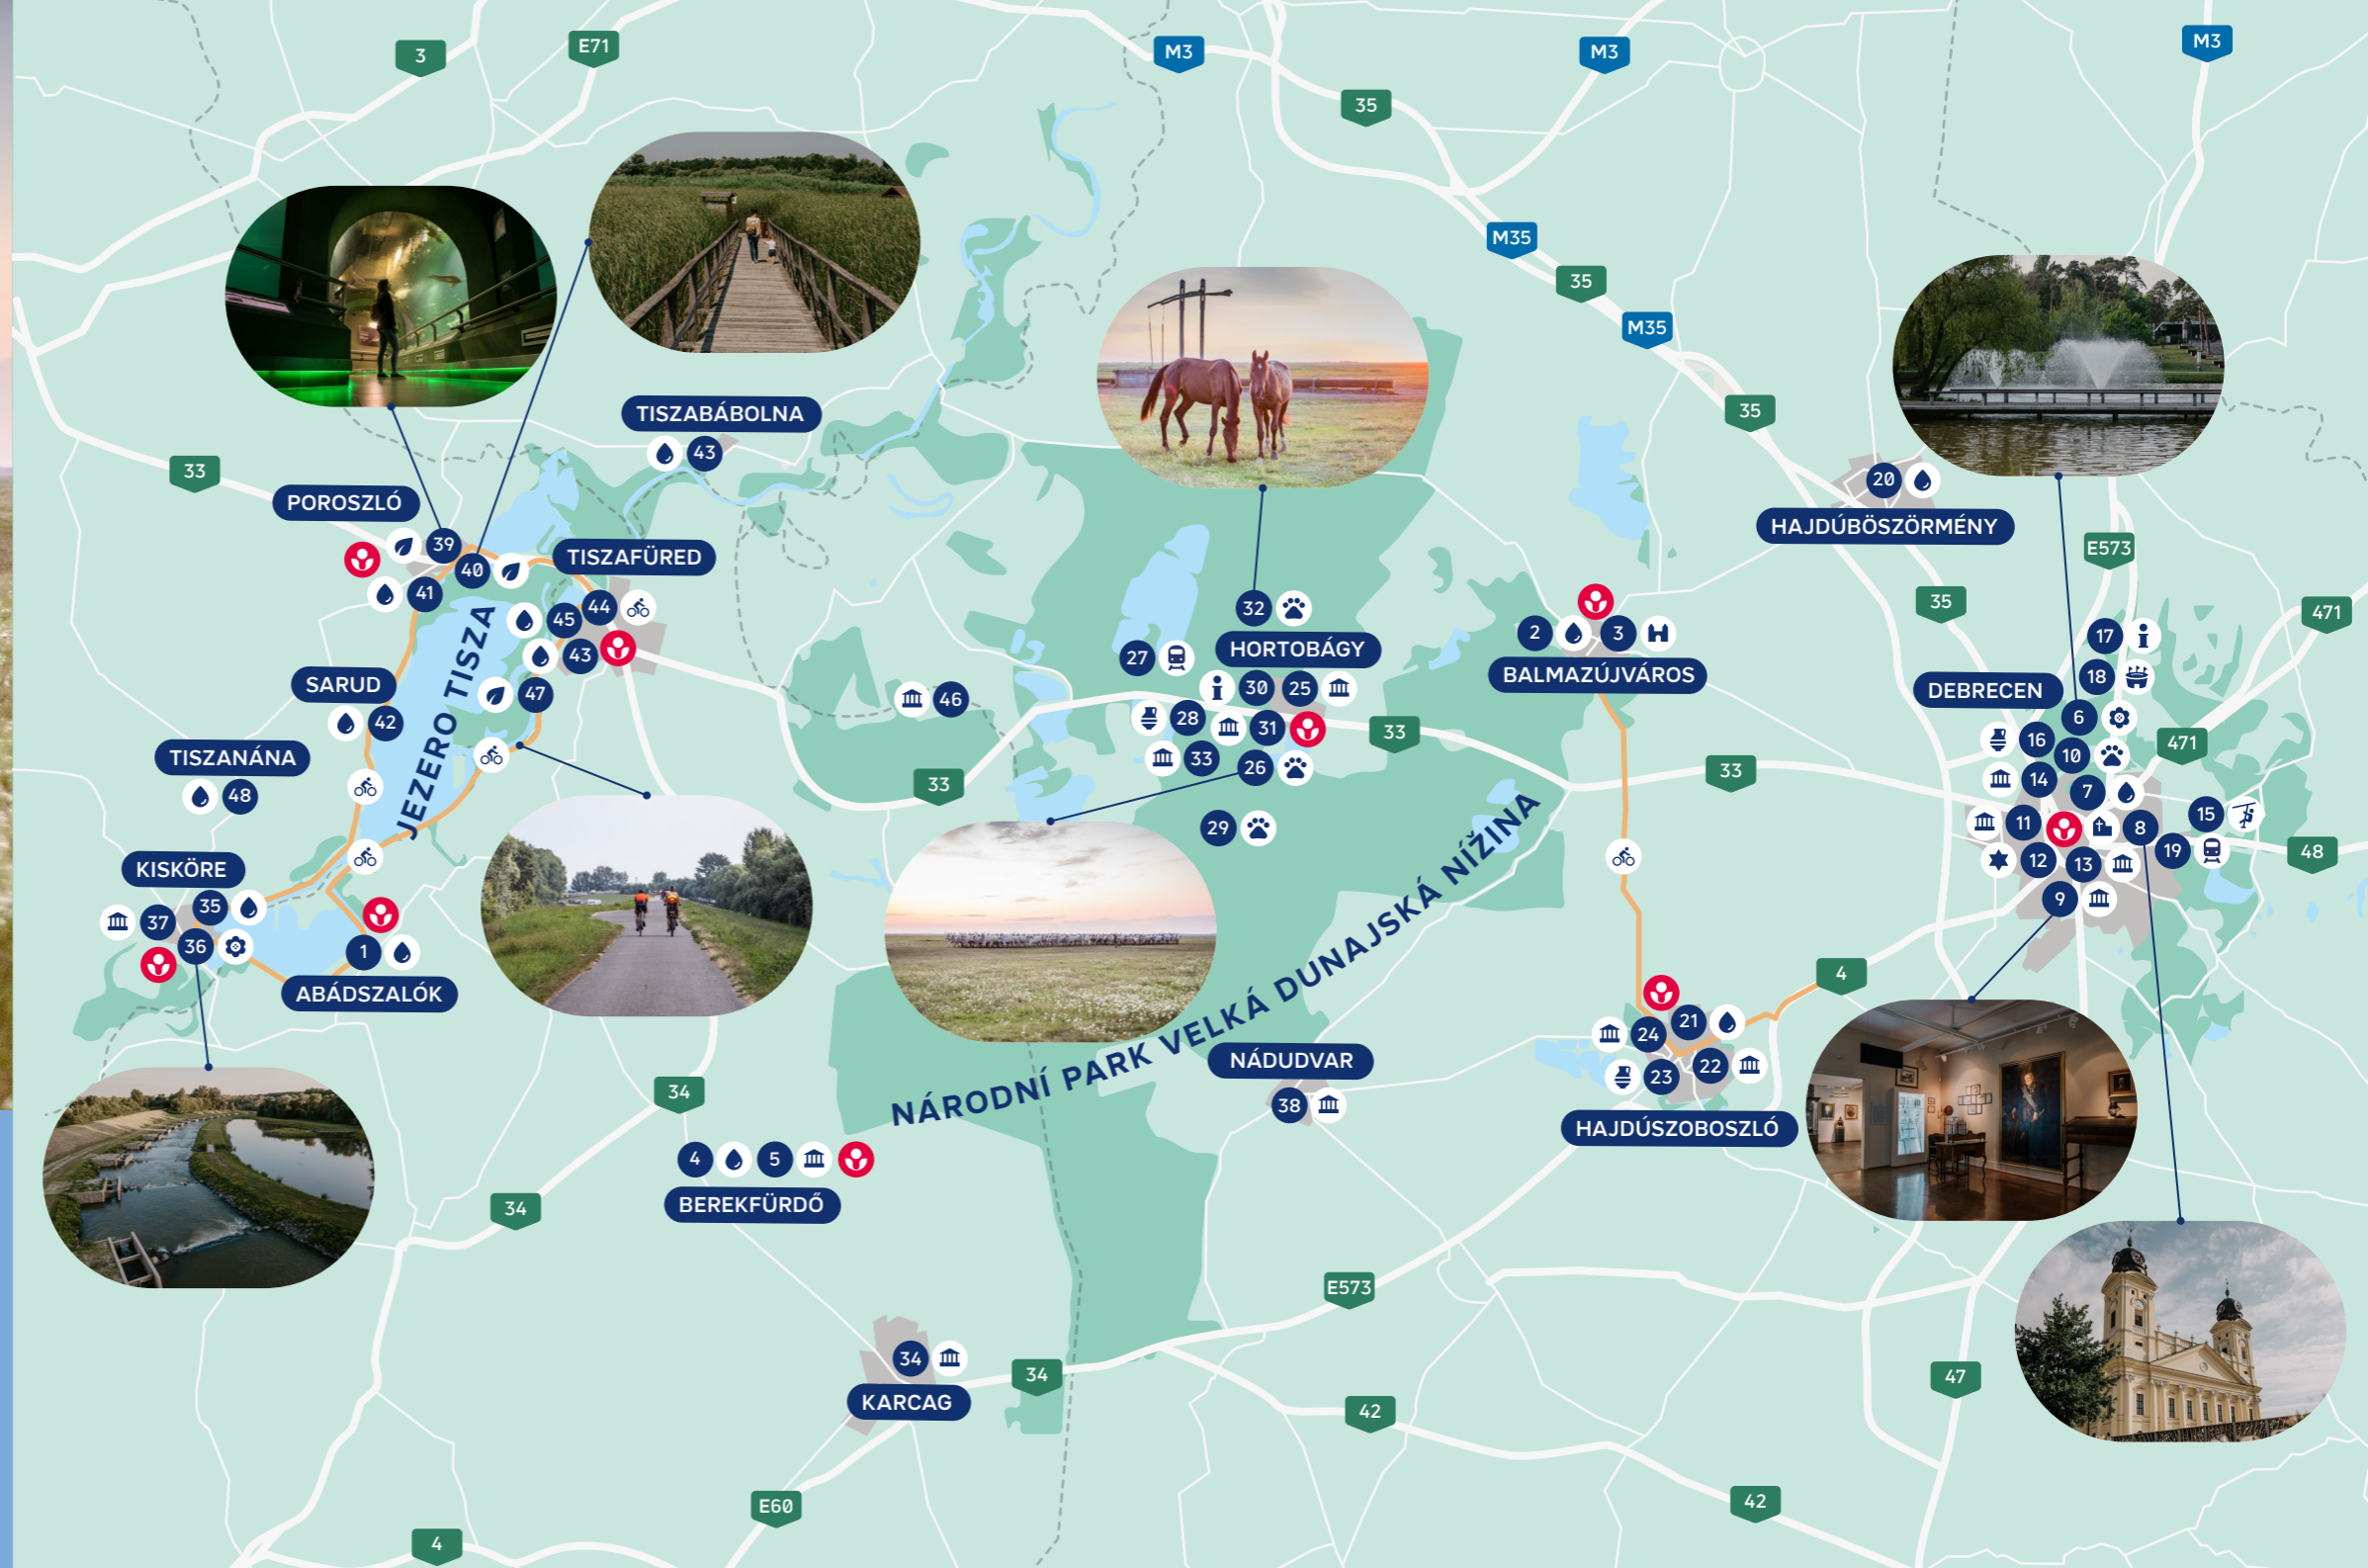 3
E71
M3
M3
M3
35
M35
35
M35
35
TISZABÁBOLNA
43
33
POROSZLÓ
39
40
41
TISZAFÜRED
45
44
43
47
JEZERO TISZA
SARUD
42
TISZANÁNA
48
KISKÖRE
35
37
36
1
ABÁDSZALÓK
46
33
32
HORTOBÁGY
27
30
25
28
31
33
26
29
33
NÁRODNÍ PARK VELKÁ DUNAJSKÁ NÍŽINA
2
3
BALMAZÚJVÁROS
33
20
HAJDÚBÖSZÖRMÉNY
E573
35
471
17
18
DEBRECEN
6
16
10
471
14
7
11
8
15
12
13
19
48
9
4
24
21
23
22
HAJDÚSZOBOSZLÓ
NÁDUDVAR
38
34
4
5
BEREKFÜRDŐ
34
E573
34
KARCAG
34
42
47
E60
42
4